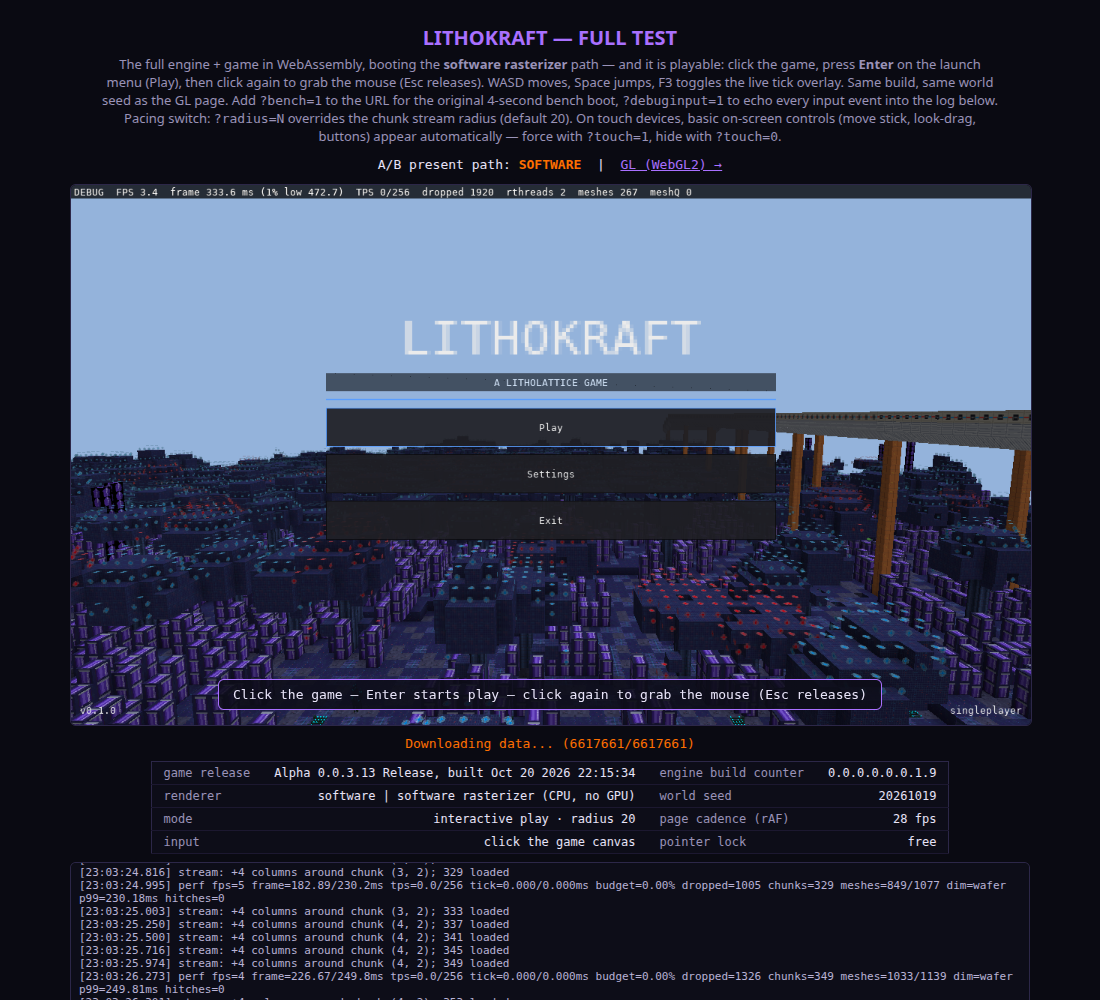 LITHOKRAFT — FULL TEST
The full engine + game in WebAssembly, booting the software rasterizer path — and it is playable: click the game, press Enter on the launch
menu (Play), then click again to grab the mouse (Esc releases). WASD moves, Space jumps, F3 toggles the live tick overlay. Same build, same world
seed as the GL page. Add ?bench=1 to the URL for the original 4-second bench boot, ?debuginput=1 to echo every input event into the log below.
Pacing switch: ?radius=N overrides the chunk stream radius (default 20). On touch devices, basic on-screen controls (move stick, look-drag,
buttons) appear automatically — force with ?touch=1, hide with ?touch=0.
A/B present path: SOFTWARE | GL (WebGL2) →
DEBUG FPS 3.4 frame 333.6 ms (1% low 472.7) TPS 0/256 dropped 1920 rthreads 2 meshes 267 meshQ 0
LITHOKRAFT
A LITHOLATTICE GAME
Play
Settings
Exit
Click the game — Enter starts play — click again to grab the mouse (Esc releases)
v0.1.0
singleplayer
Downloading data... (6617661/6617661)
game release Alpha 0.0.3.13 Release, built Oct 20 2026 22:15:34 engine build counter 0.0.0.0.0.0.1.9
renderer software | software rasterizer (CPU, no GPU) world seed 20261019
mode interactive play · radius 20 page cadence (rAF) 28 fps
input click the game canvas pointer lock free
[23:03:24.816] stream: +4 columns around chunk (3, 2); 329 loaded
[23:03:24.995] perf fps=5 frame=182.89/230.2ms tps=0.0/256 tick=0.000/0.000ms budget=0.00% dropped=1005 chunks=329 meshes=849/1077 dim=wafer
p99=230.18ms hitches=0
[23:03:25.003] stream: +4 columns around chunk (3, 2); 333 loaded
[23:03:25.250] stream: +4 columns around chunk (4, 2); 337 loaded
[23:03:25.500] stream: +4 columns around chunk (4, 2); 341 loaded
[23:03:25.716] stream: +4 columns around chunk (4, 2); 345 loaded
[23:03:25.974] stream: +4 columns around chunk (4, 2); 349 loaded
[23:03:26.273] perf fps=4 frame=226.67/249.8ms tps=0.0/256 tick=0.000/0.000ms budget=0.00% dropped=1326 chunks=349 meshes=1033/1139 dim=wafer
p99=249.81ms hitches=0